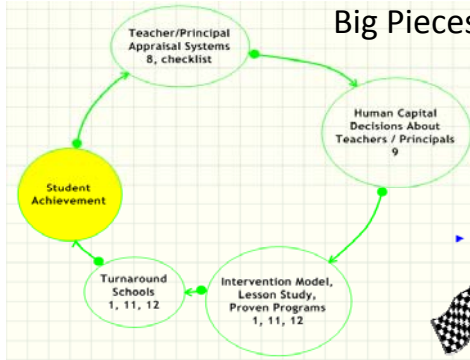 Big Pieces
Teacher/Principal
Appraisal Systems
8, checklist
Human Capital
Decisions About
Teachers / Principals
9
Student
Achievement
Turnaround
Schools
1, 11, 12
Intervention Model,
Lesson Study,
Proven Programs
1, 11, 12